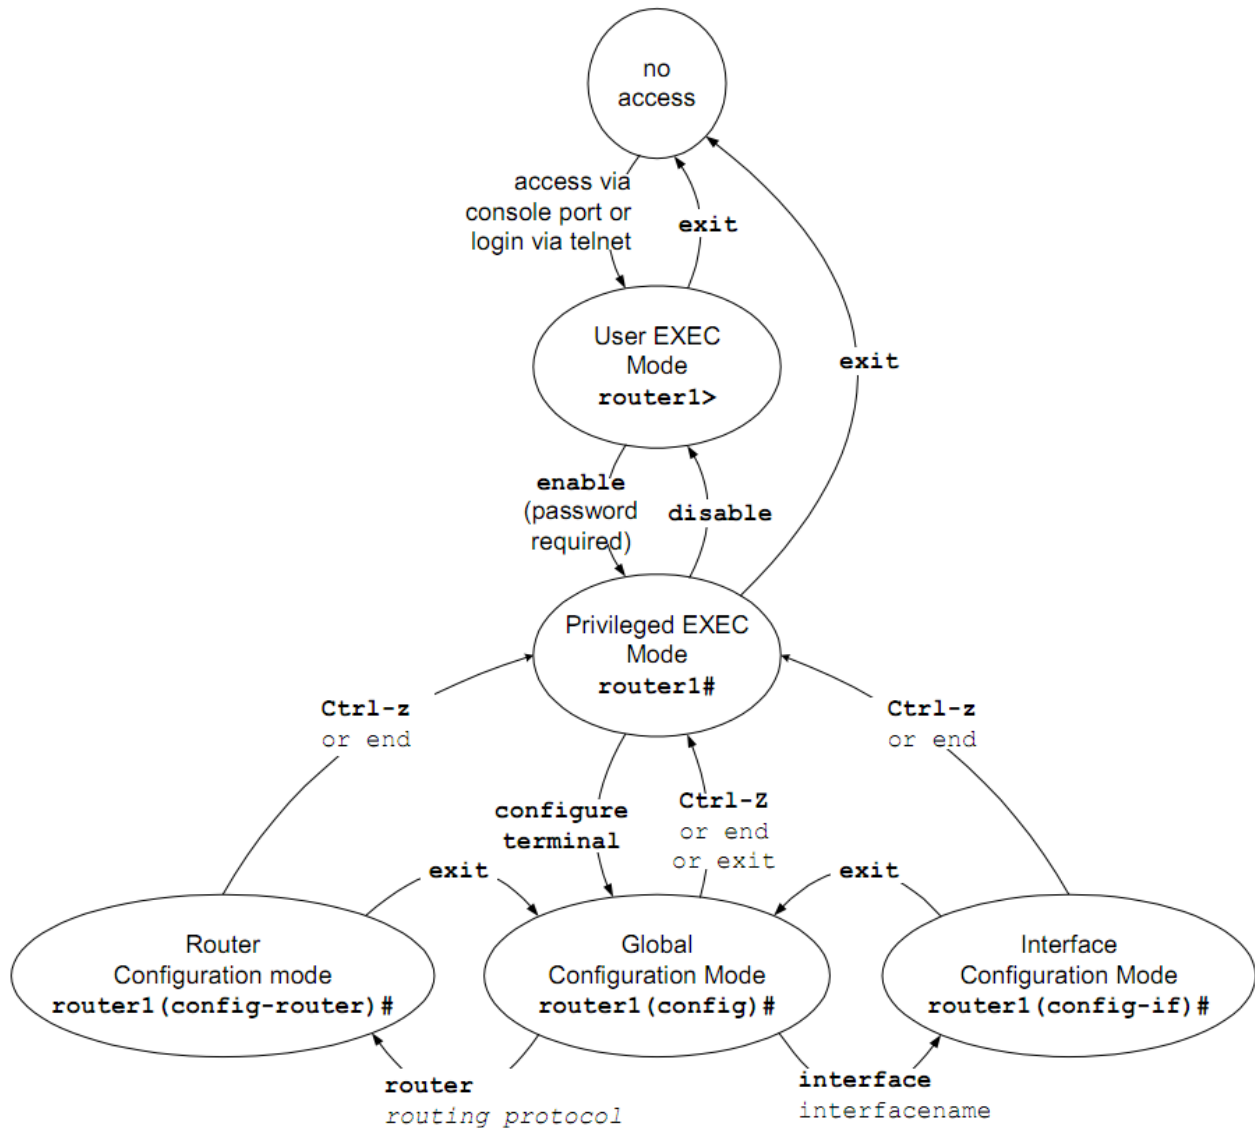 no
access
access via
console port or
login via telnet
exit
User EXEC
Mode
router1>
exit
enable
(password
required)
disable
Privileged EXEC
Mode
router1#
Ctrl-z
or end
Ctrl-z
or end
configure
terminal
Ctrl-Z
or end
or exit
exit
exit
Router
Configuration mode
router1(config-router)#
Global
Configuration Mode
router1(config)#
Interface
Configuration Mode
router1(config-if)#
router
routing protocol
interface
interfacename